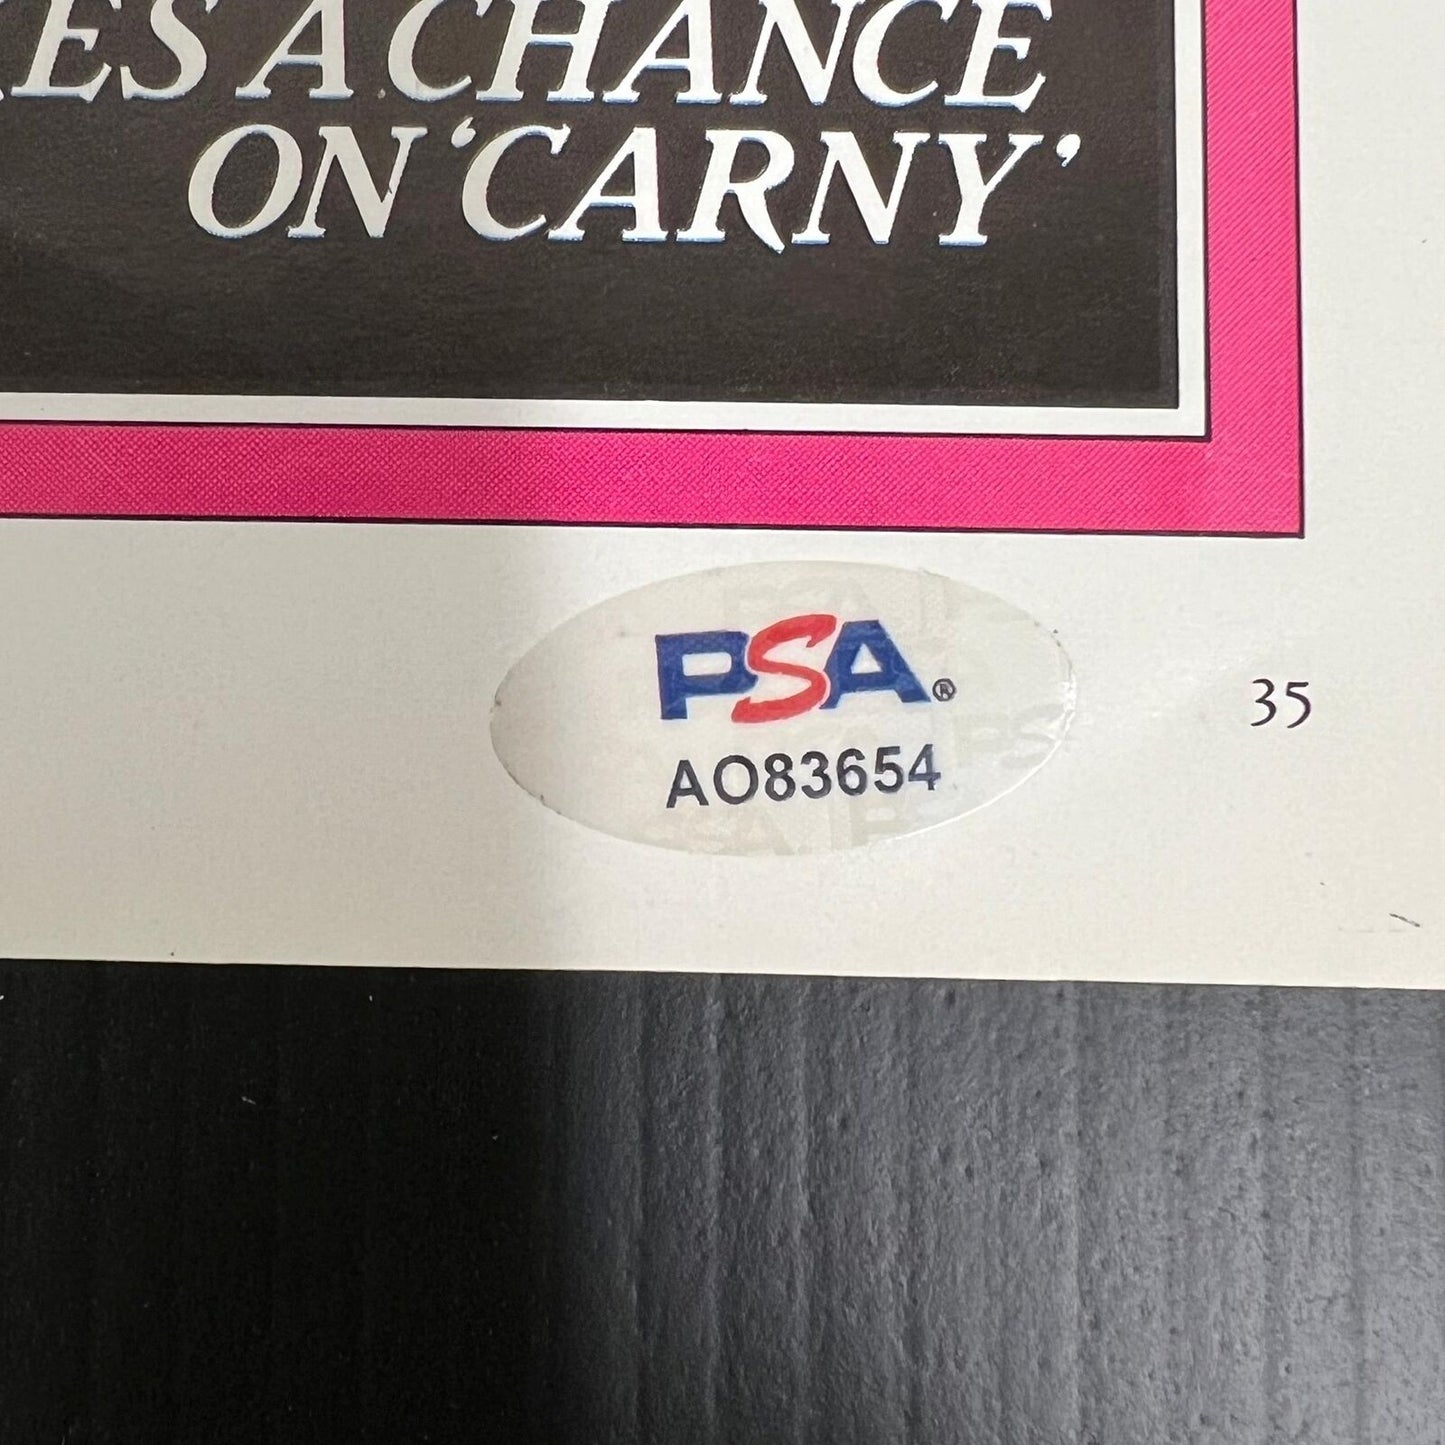 ES A CHANCE
ON 'CARNY'
PSA®
AO83654
35